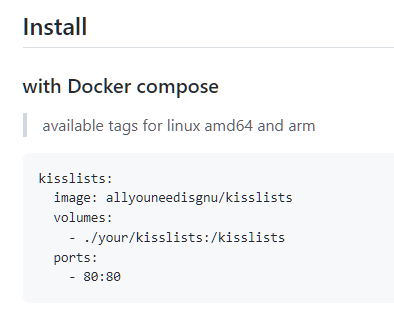 Install
with Docker compose
available tags for linux amd64 and arm
kisslists:
  image: allyouneedisgnu/kisslists
  volumes:
    - ./your/kisslists:/kisslists
  ports:
    - 80:80